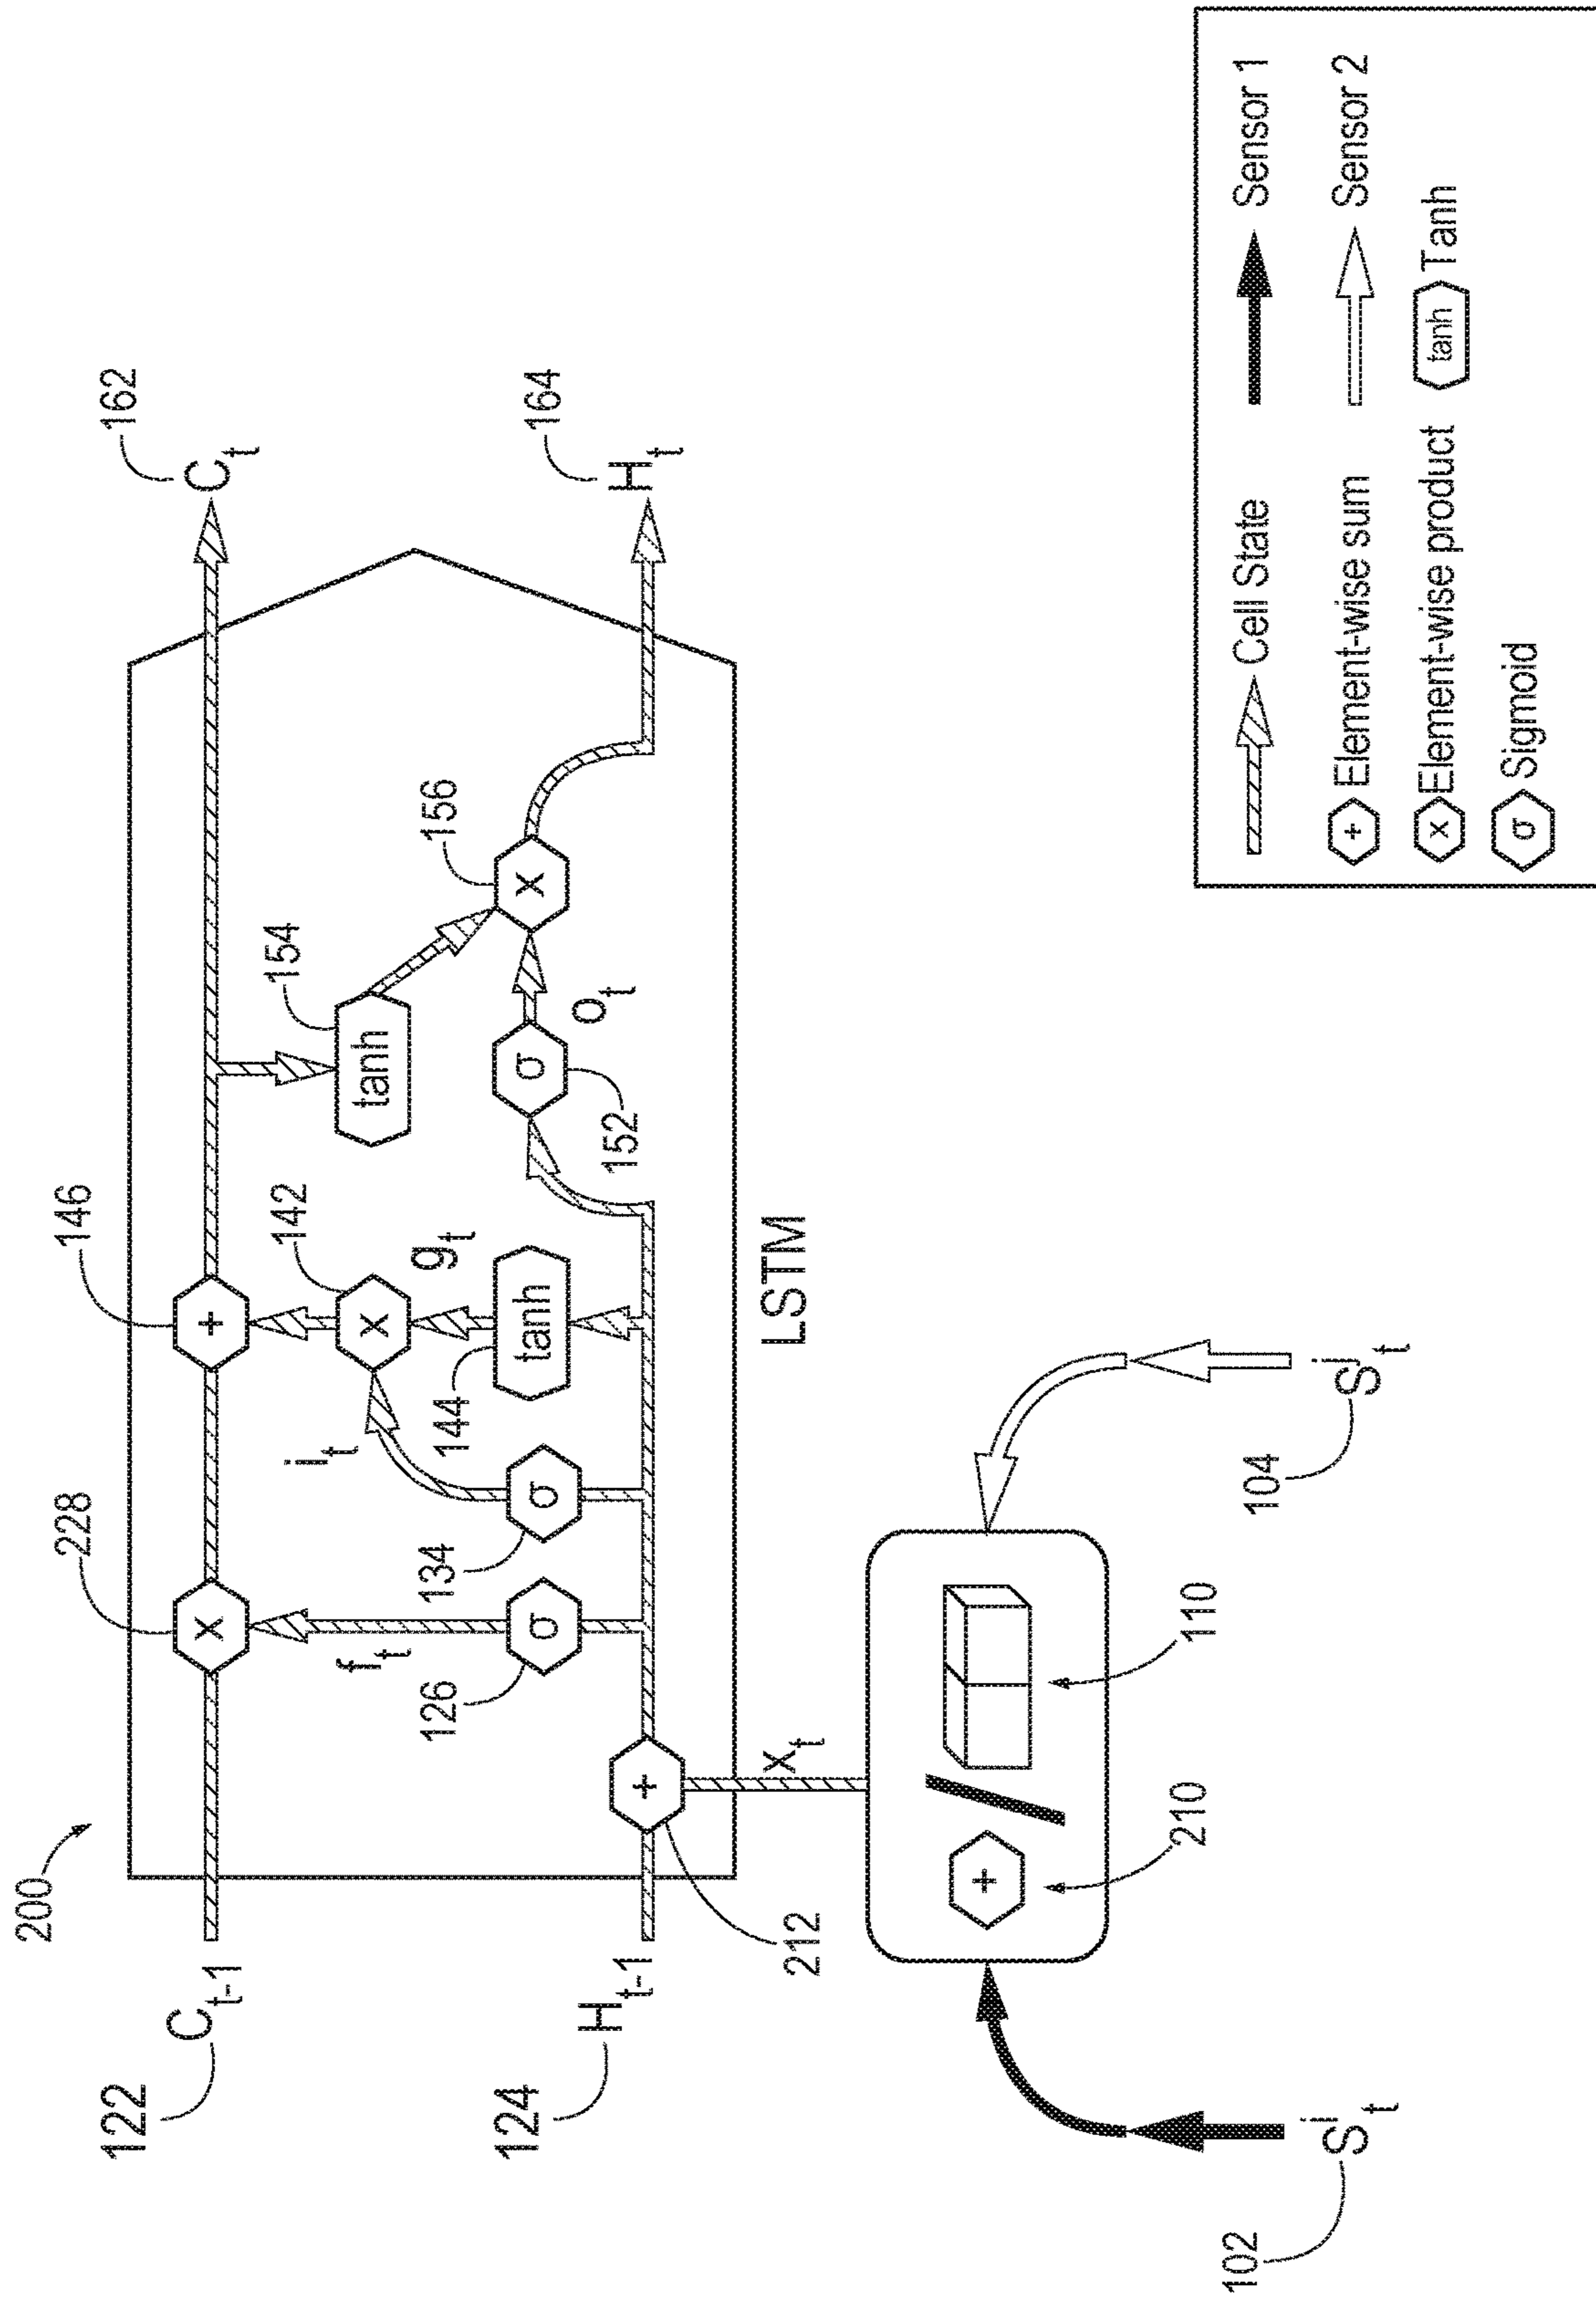 200
122
C t-1
228
146
162
C t
f t
i t
142
g t
154
tanh
156
x
+
x
126
σ
134
σ
144
tanh
σ
152
o t
x
124
H t-1
+
212
164
H t
LSTM
x t
+
210
110
102
S i t
104
S i t
Cell State
Sensor 1
+ Element-wise sum
Sensor 2
x Element-wise product
tanh Tanh
σ Sigmoid